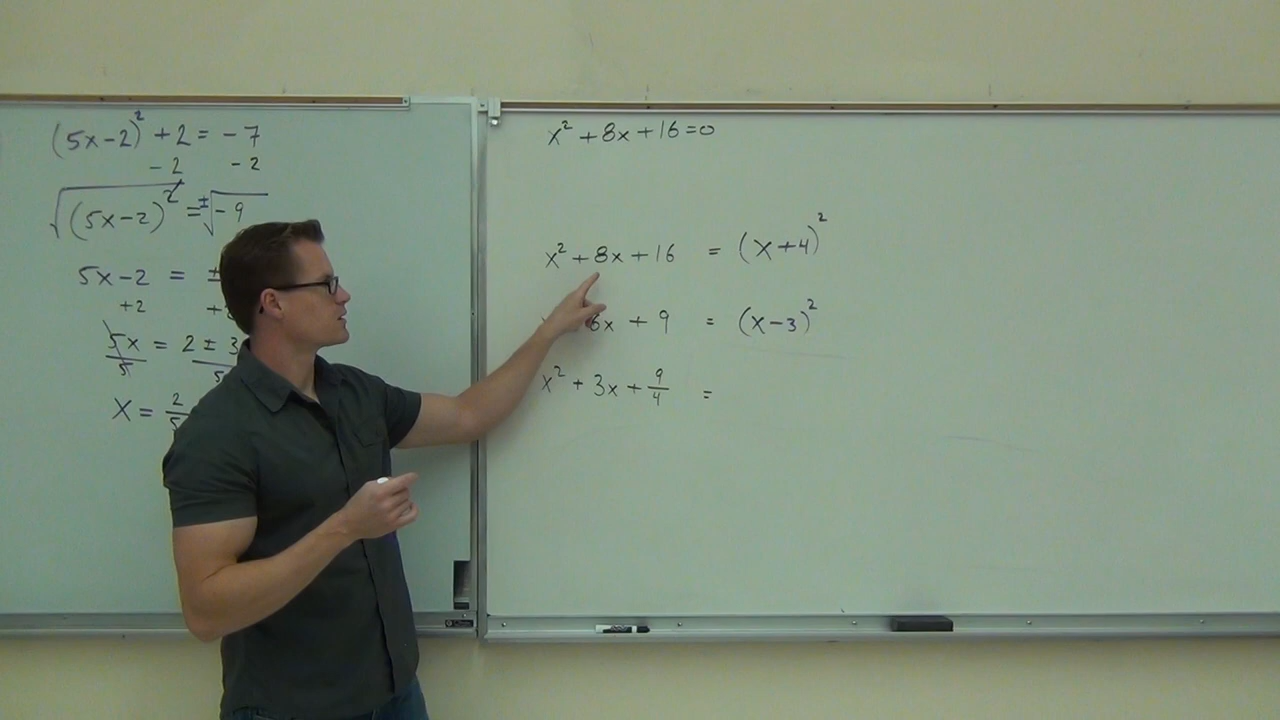 (5x-2)² + 2 = -7
-2 -2
√(5x-2)² = ±√-9
5x-2 = ±
+2 +
5x/5 = 2 ± 3
X = 2/5
x² + 8x + 16 = 0
x² + 8x + 16 = (x+4)²
6x + 9 = (x-3)²
x² + 3x + 9/4 =